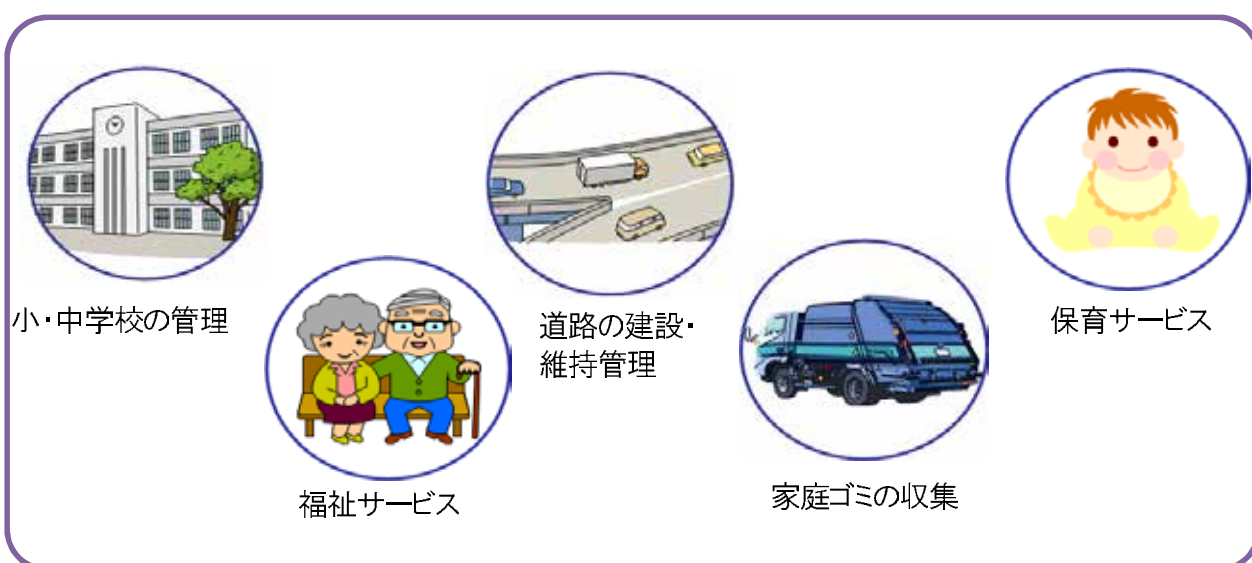 小・中学校の管理
福祉サービス
道路の建設・
維持管理
家庭ゴミの収集
保育サービス